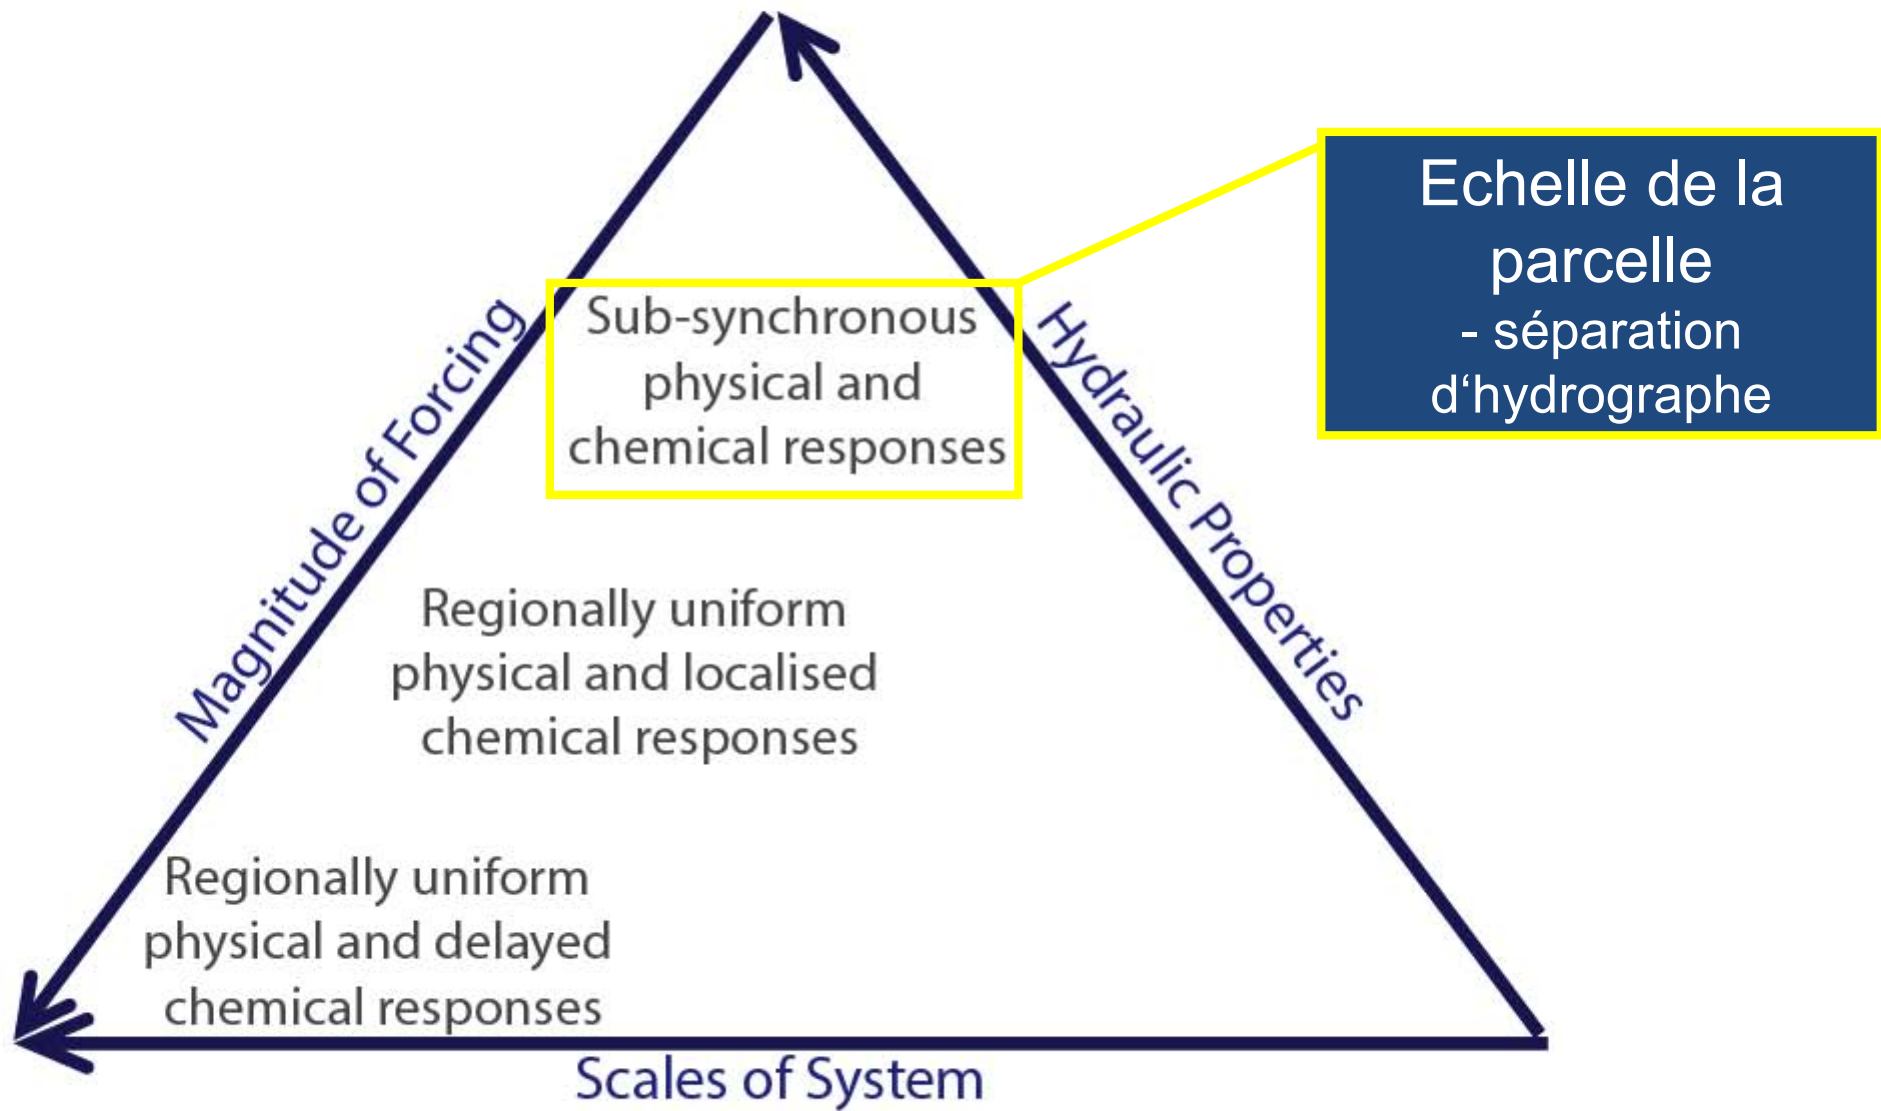 Echelle de la
parcelle
- séparation
d‘hydrographe
Sub-synchronous
physical and
chemical responses
Magnitude of Forcing
Hydraulic Properties
Regionally uniform
physical and localised
chemical responses
Regionally uniform
physical and delayed
chemical responses
Scales of System